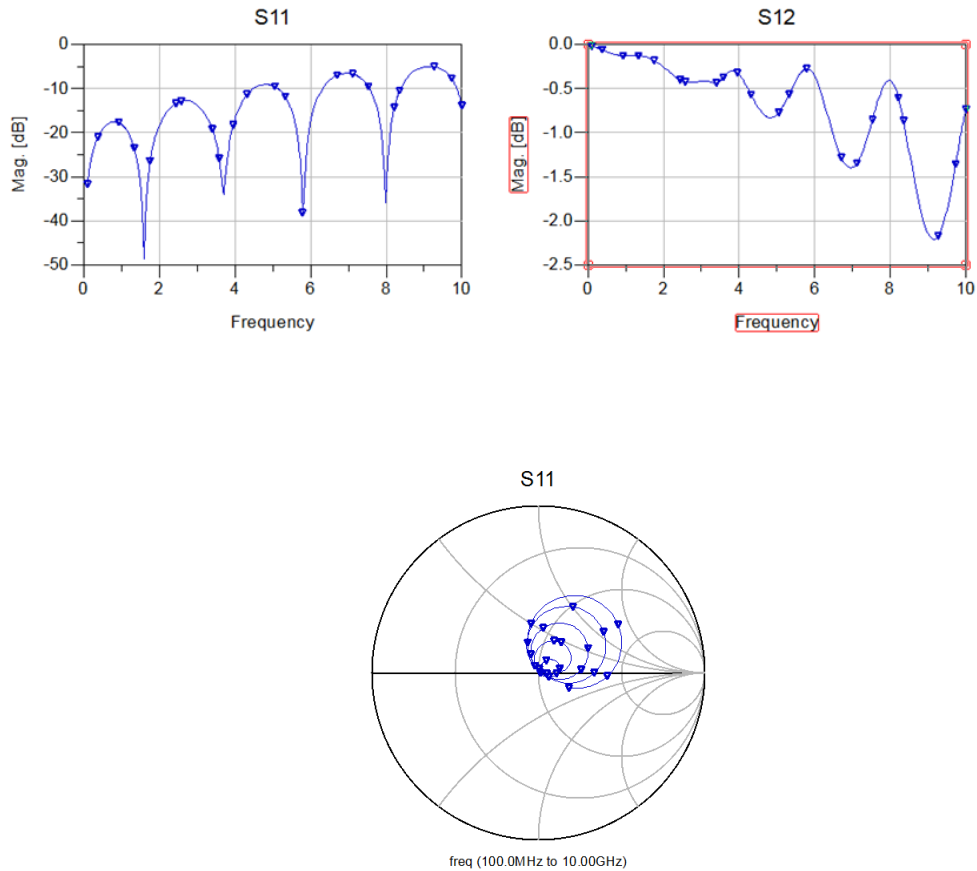 S11
0
-10
-20
-30
-40
-50
Mag. [dB]
0 2 4 6 8 10
Frequency
S12
0.0
-0.5
-1.0
-1.5
-2.0
-2.5
Mag. [dB]
0 2 4 6 8 10
Frequency
S11
freq (100.0MHz to 10.00GHz)